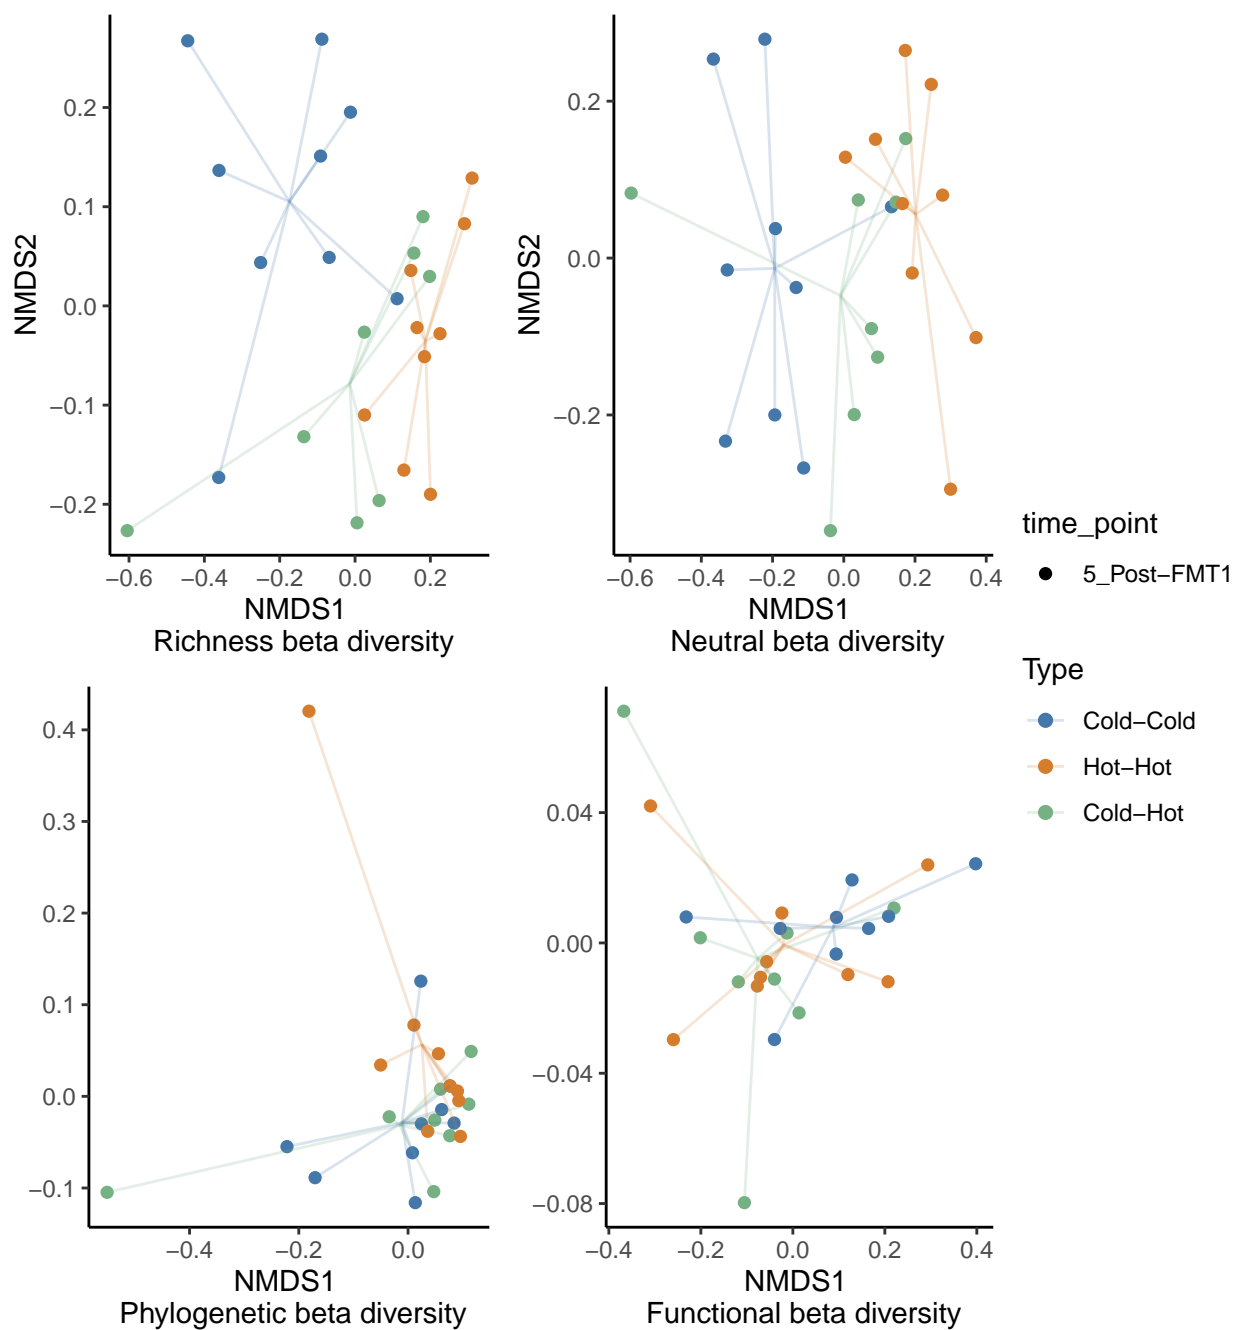 NMDS2
0.2
0.1
0.0
−0.1
−0.2
−0.6
−0.4
−0.2
0.0
0.2
NMDS1
Richness beta diversity
NMDS2
0.2
0.0
−0.2
−0.6
−0.4
−0.2
0.0
0.2
0.4
NMDS1
Neutral beta diversity
time_point
5_Post−FMT1
Type
Cold−Cold
Hot−Hot
Cold−Hot
0.4
0.3
0.2
0.1
0.0
−0.1
−0.4
−0.2
0.0
NMDS1
Phylogenetic beta diversity
0.04
0.00
−0.04
−0.08
−0.4
−0.2
0.0
0.2
0.4
NMDS1
Functional beta diversity